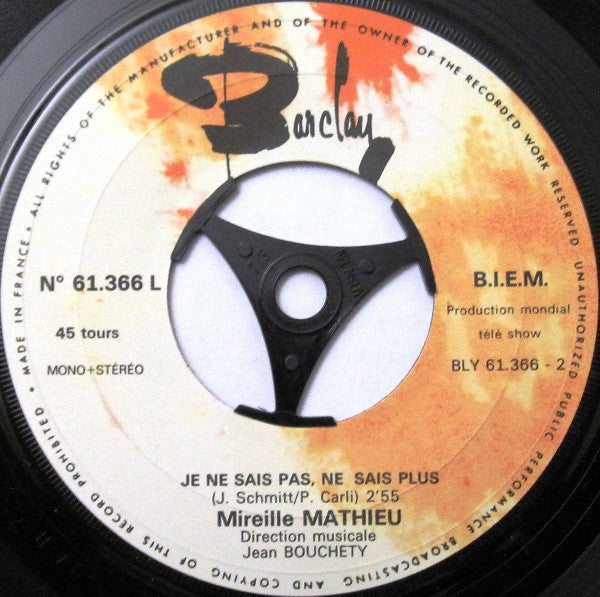 MADE IN FRANCE • ALL RIGHTS OF THE MANUFACTURER AND OF THE OWNER OF THE RECORDED WORK RESERVED UNAUTHORIZED PUBLIC PERFORMANCE BROADCASTING AND COPYING OF THIS RECORD PROHIBITED •
Barclay
N° 61.366 L
B.I.E.M.
Production mondial
télé show
45 tours
MONO+STÉRÉO
BLY 61.366 - 2
JE NE SAIS PAS, NE SAIS PLUS
(J. Schmitt/P. Carli) 2'55
Mireille MATHIEU
Direction musicale
Jean BOUCHETY